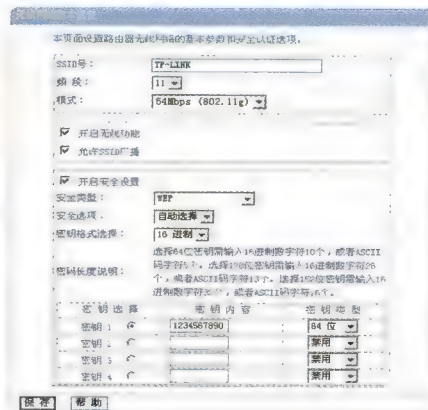 本页面设置路由器无线网络的基本参数和安全认证选项。
SSID号： TP-LINK
频 段： 11
模式： 54Mbps (802.11g)
开启无线功能
允许SSID广播
开启安全设置
安全类型： WEP
安全选项： 自动选择
密钥格式选择： 16 进制
选择64位密钥需输入16进制数字符10个，或者ASCII
密码长度说明： 码字符5个。选择128位密钥需输入16进制数字符26
个，或者ASCII码字符13个。选择152位密钥需输入16
进制数字符32个，或者ASCII码字符16个。
密 钥 选 择 密 钥 内 容 密 钥 类 型
密钥 1 1234567890 64 位
密钥 2 禁用
密钥 3 禁用
密钥 4 禁用
保 存 帮 助